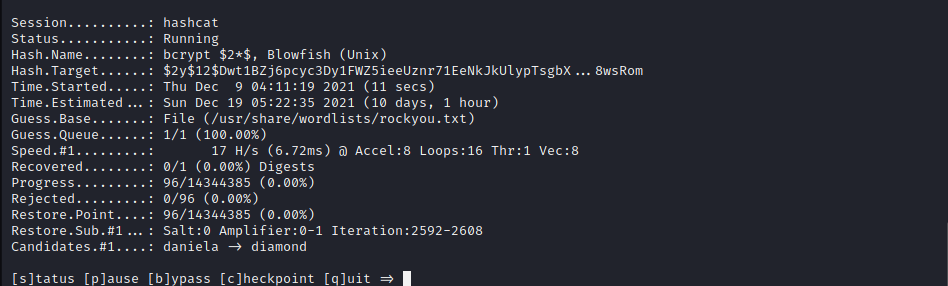 Session..........: hashcat
Status...........: Running
Hash.Name........: bcrypt $2*$, Blowfish (Unix)
Hash.Target......: $2y$12$Dwt1BZj6pcyc3Dy1FWZ5ieeUznr71EeNkJkUlypTsgbX...8wsRom
Time.Started.....: Thu Dec  9 04:11:19 2021 (11 secs)
Time.Estimated...: Sun Dec 19 05:22:35 2021 (10 days, 1 hour)
Guess.Base.......: File (/usr/share/wordlists/rockyou.txt)
Guess.Queue......: 1/1 (100.00%)
Speed.#1.........:       17 H/s (6.72ms) @ Accel:8 Loops:16 Thr:1 Vec:8
Recovered........: 0/1 (0.00%) Digests
Progress.........: 96/14344385 (0.00%)
Rejected.........: 0/96 (0.00%)
Restore.Point....: 96/14344385 (0.00%)
Restore.Sub.#1...: Salt:0 Amplifier:0-1 Iteration:2592-2608
Candidates.#1....: daniela -> diamond
[s]tatus [p]ause [b]ypass [c]heckpoint [q]uit =>